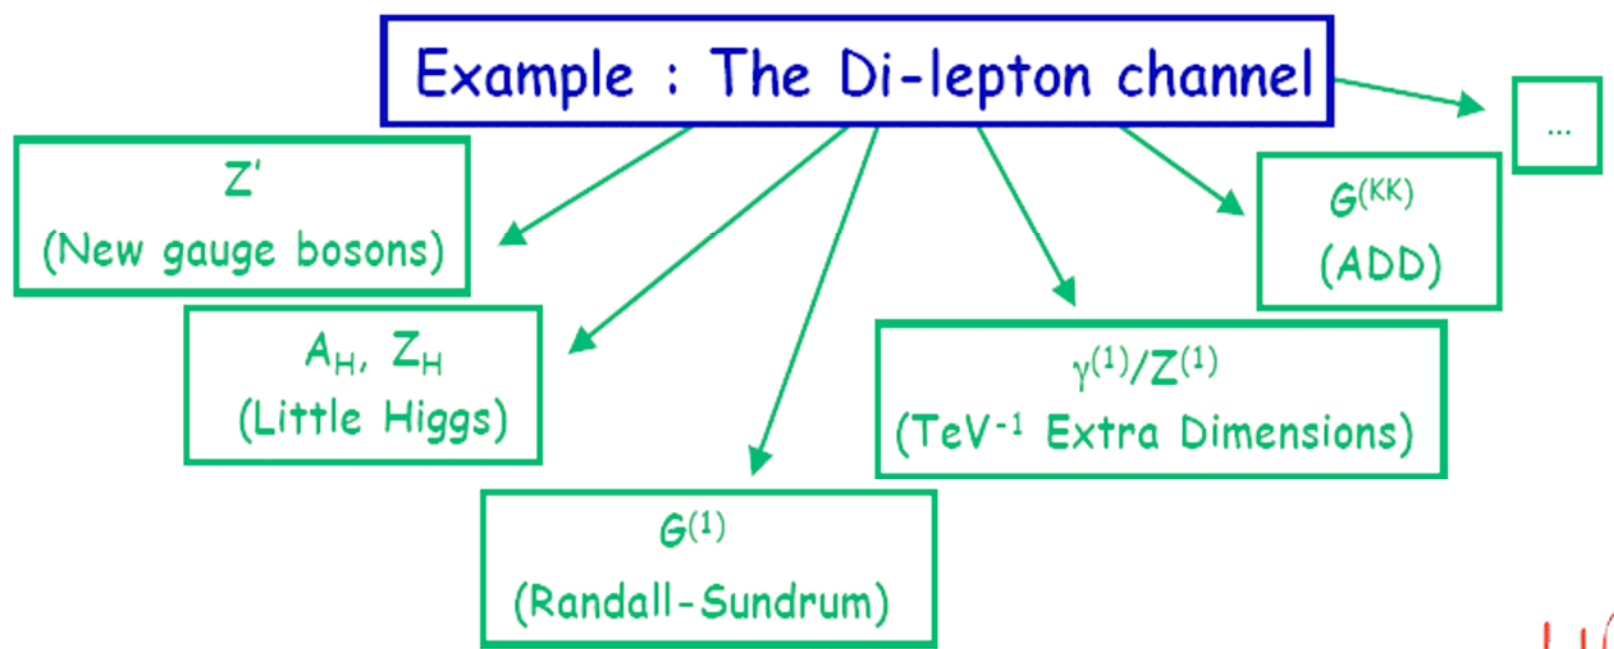 Example : The Di-lepton channel
...
Z'
(New gauge bosons)
G(KK)
(ADD)
AH, ZH
(Little Higgs)
γ(1)/Z(1)
(TeV-1 Extra Dimensions)
G(1)
(Randall-Sundrum)